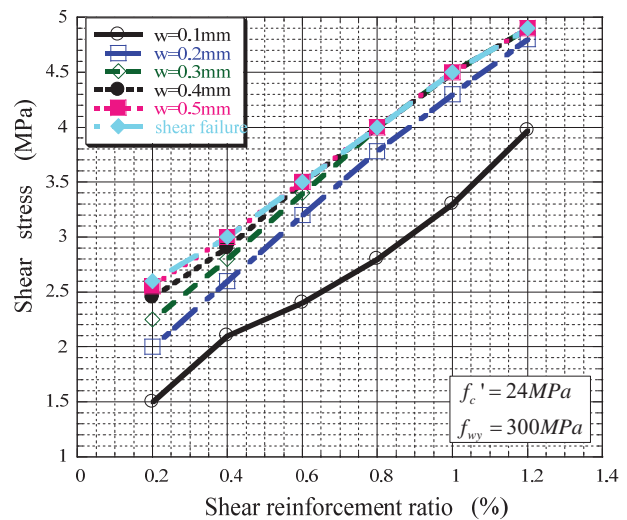 5
4.5
4
3.5
3
2.5
2
1.5
1
Shear stress (MPa)
w=0.1mm
w=0.2mm
w=0.3mm
w=0.4mm
w=0.5mm
shear failure
f_c' = 24MPa
f_wy = 300MPa
0 0.2 0.4 0.6 0.8 1 1.2 1.4
Shear reinforcement ratio (%)